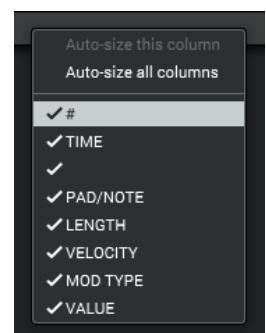 Auto-size this column
Auto-size all columns
✓ #
✓ TIME
✓
✓ PAD/NOTE
✓ LENGTH
✓ VELOCITY
✓ MOD TYPE
✓ VALUE